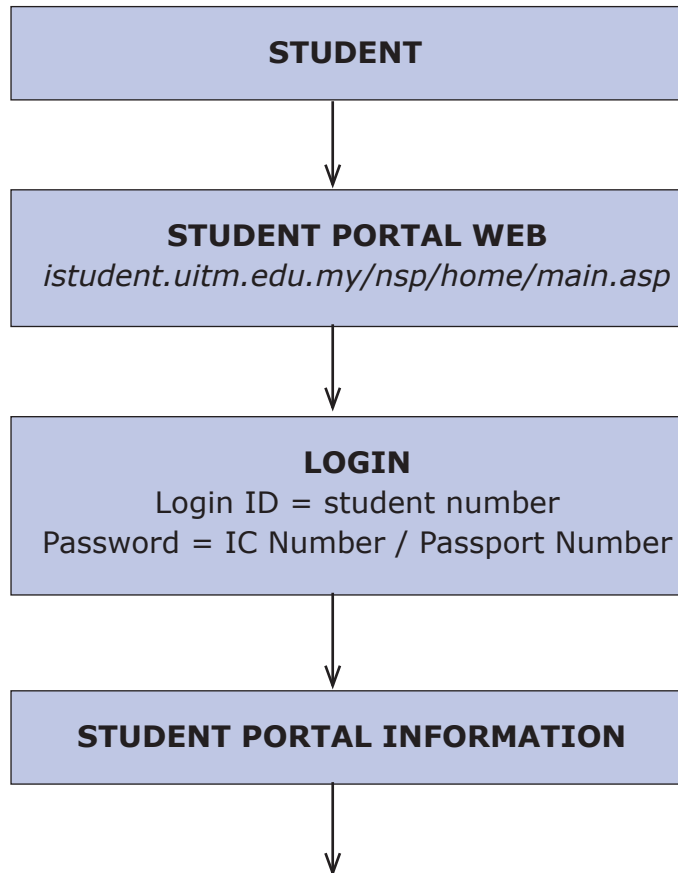 STUDENT
STUDENT PORTAL WEB
istudent.uitm.edu.my/nsp/home/main.asp
LOGIN
Login ID = student number
Password = IC Number / Passport Number
STUDENT PORTAL INFORMATION